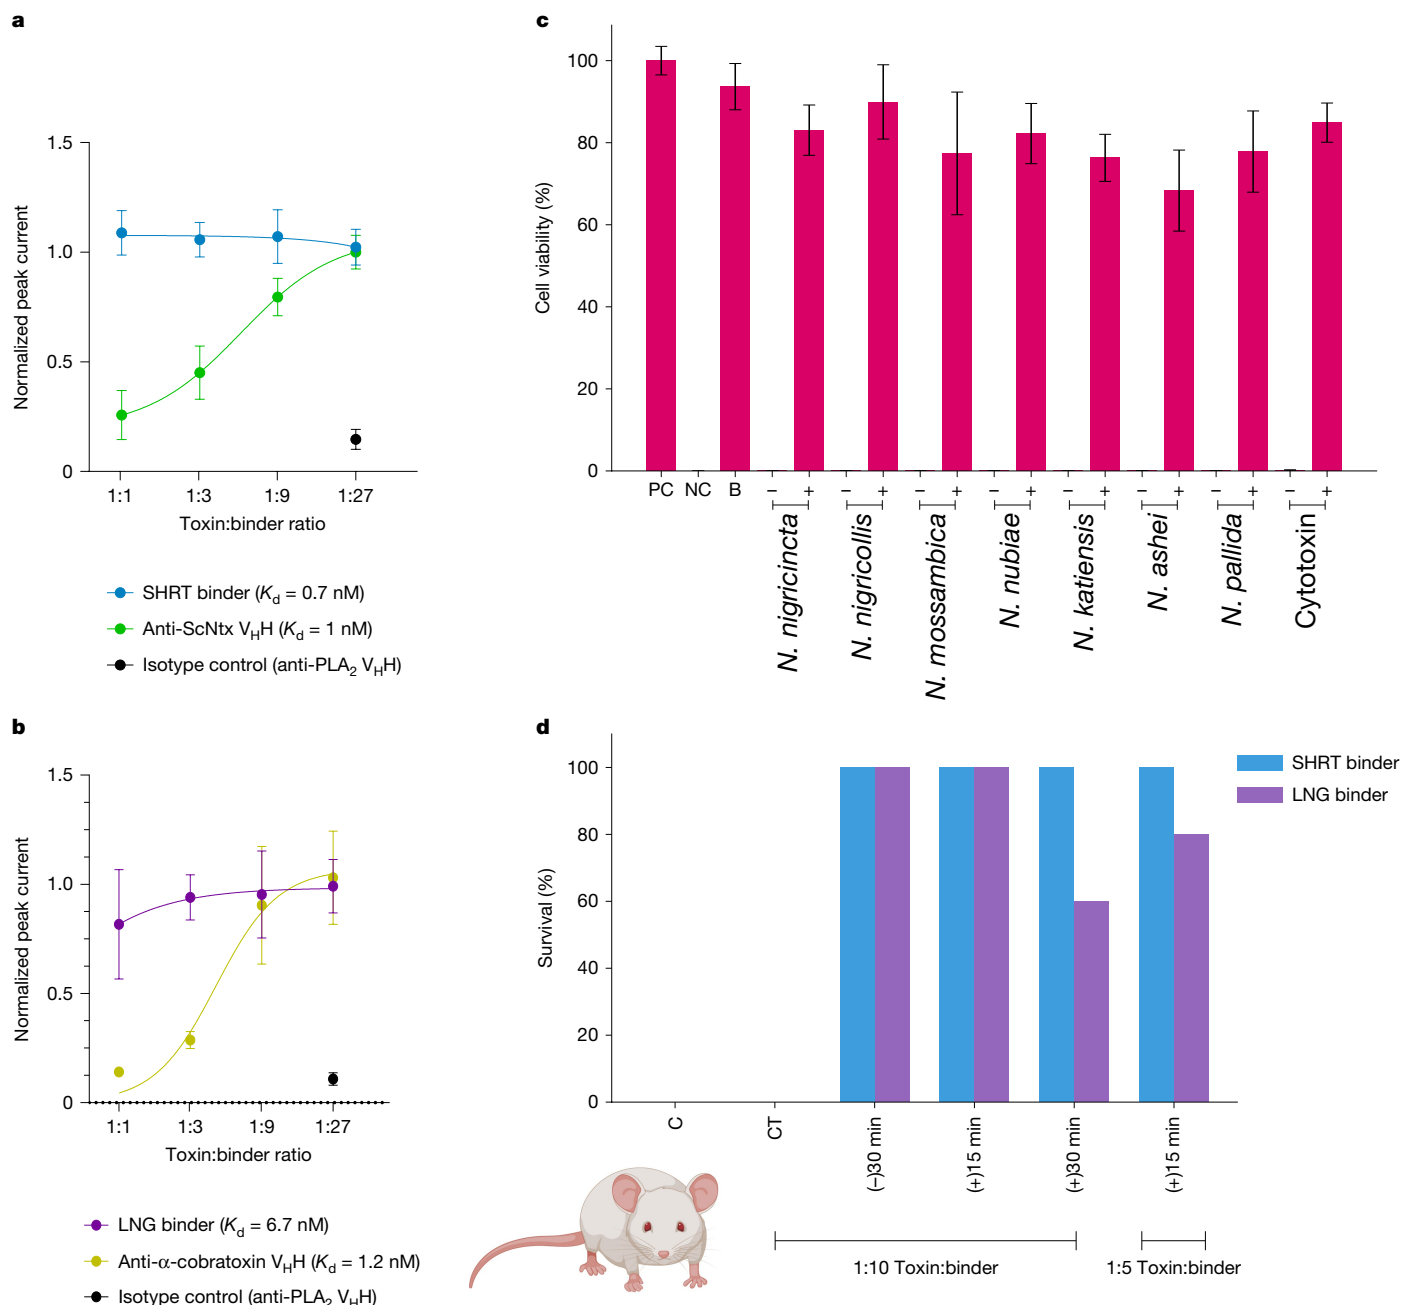 a
Normalized peak current
1.5
1.0
0.5
0
1:1 1:3 1:9 1:27
Toxin:binder ratio
SHRT binder (Kd = 0.7 nM)
Anti-ScNtx VHH (Kd = 1 nM)
Isotype control (anti-PLA2 VHH)
b
Normalized peak current
1.5
1.0
0.5
0
1:1 1:3 1:9 1:27
Toxin:binder ratio
LNG binder (Kd = 6.7 nM)
Anti-α-cobratoxin VHH (Kd = 1.2 nM)
Isotype control (anti-PLA2 VHH)
c
Cell viability (%)
100
80
60
40
20
0
PC NC B − + − + − + − + − + − + − + − +
N. nigricincta
N. nigricollis
N. mossambica
N. nubiae
N. katiensis
N. ashei
N. pallida
Cytotoxin
d
Survival (%)
100
80
60
40
20
0
C
CT
(−)30 min
(+)15 min
(+)30 min
(+)15 min
1:10 Toxin:binder
1:5 Toxin:binder
SHRT binder
LNG binder